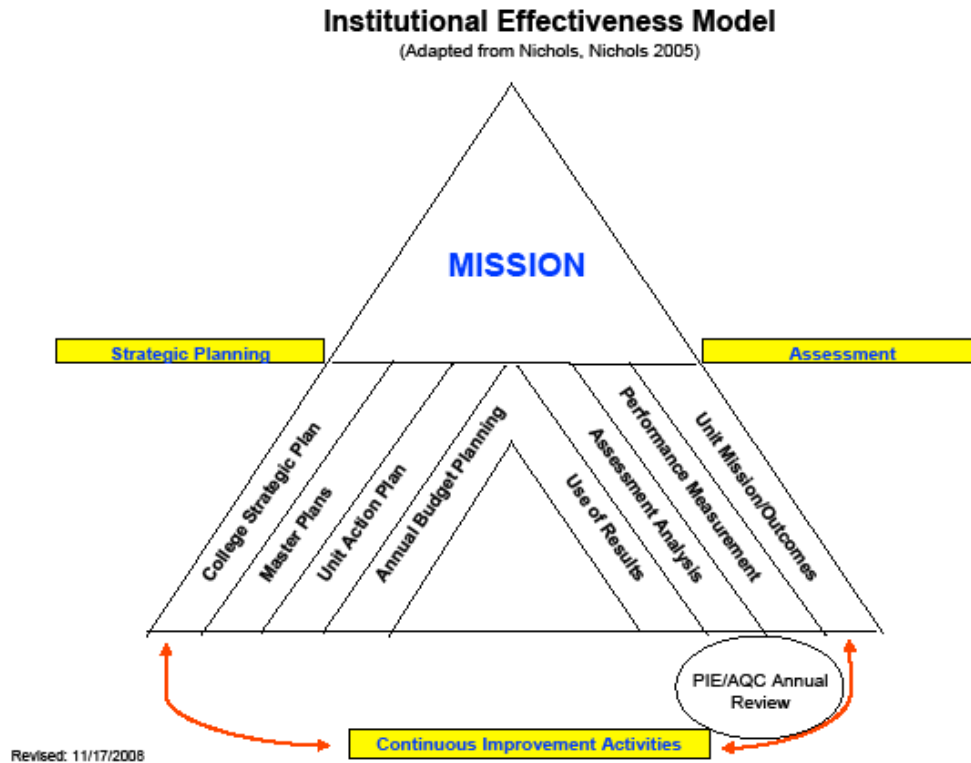 Institutional Effectiveness Model
(Adapted from Nichols, Nichols 2005)
MISSION
Strategic Planning
Assessment
College Strategic Plan
Master Plans
Unit Action Plan
Annual Budget Planning
Use of Results
Assessment Analysis
Performance Measurement
Unit Mission/Outcomes
PIE/AQC Annual
Review
Continuous Improvement Activities
Revised: 11/17/2008